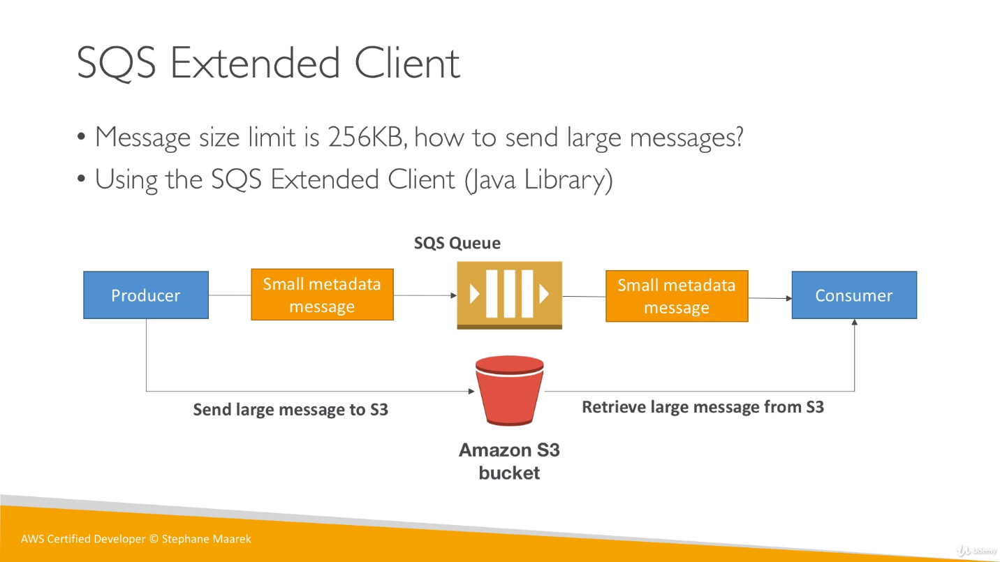 SQS Extended Client
• Message size limit is 256KB, how to send large messages?
• Using the SQS Extended Client (Java Library)
SQS Queue
Producer
Small metadata
message
Small metadata
message
Consumer
Send large message to S3
Retrieve large message from S3
Amazon S3
bucket
AWS Certified Developer © Stephane Maarek
Udemy